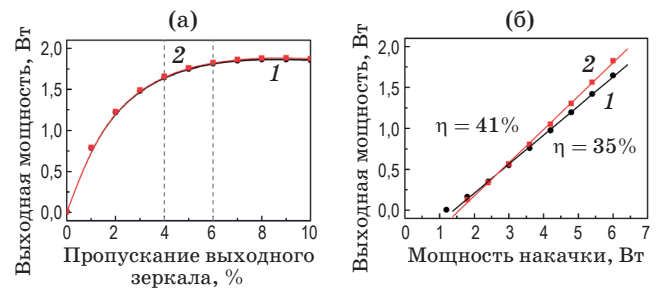 (а)
Выходная мощность, Вт
2,0
1,5
1,0
0,5
0,0
2
1
0 2 4 6 8 10
Пропускание выходного
зеркала, %
(б)
Выходная мощность, Вт
2,0
1,5
1,0
0,5
0,0
2
1
η = 41%
η = 35%
0 1 2 3 4 5 6 7
Мощность накачки, Вт